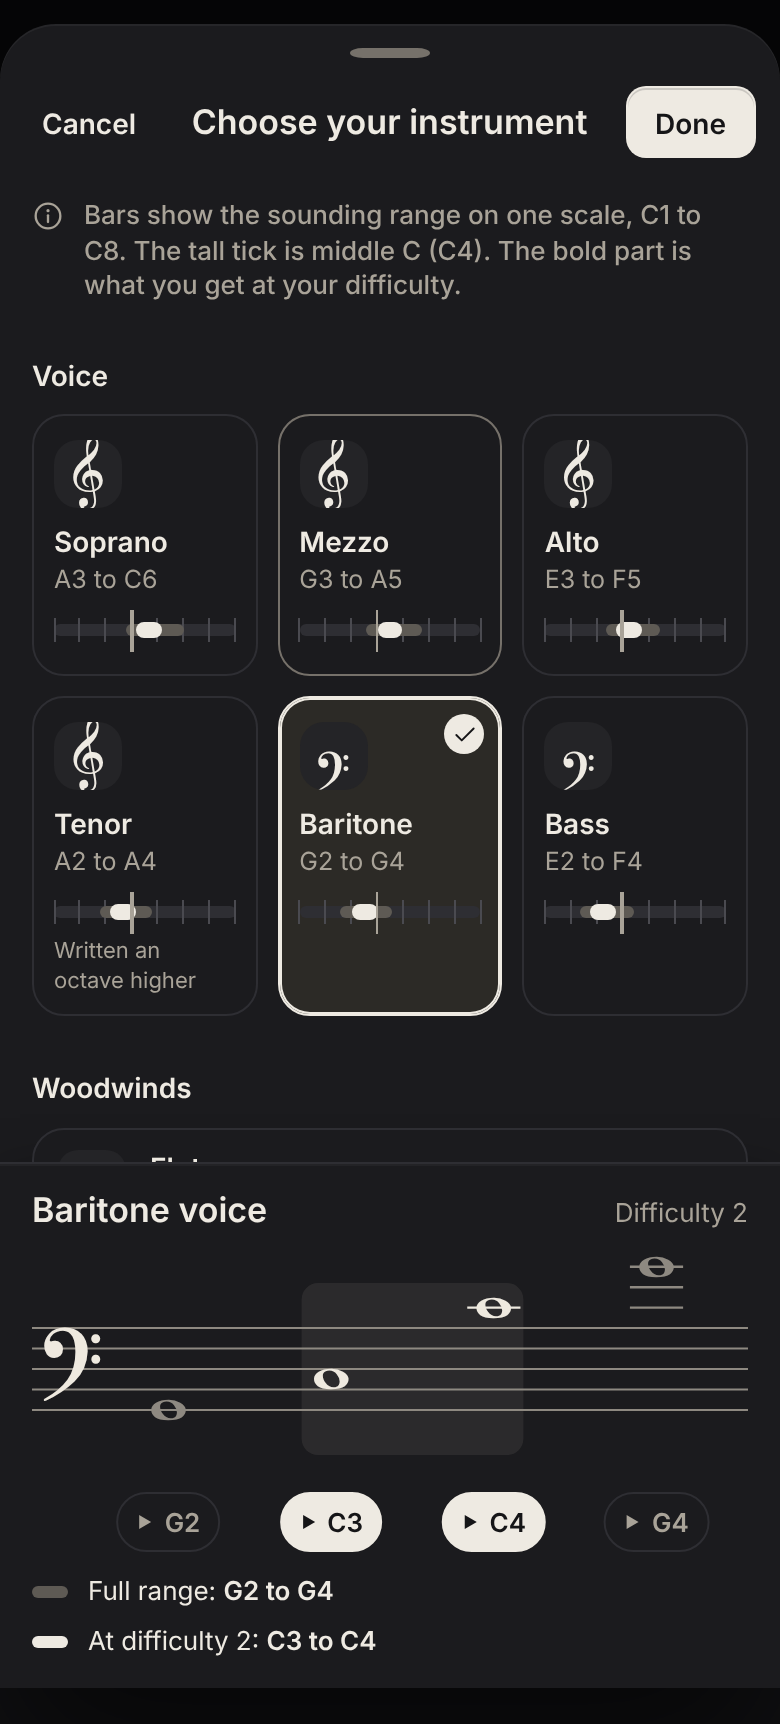 Cancel
Choose your instrument
Done
Bars show the sounding range on one scale, C1 to
C8. The tall tick is middle C (C4). The bold part is
what you get at your difficulty.
Voice
Soprano
A3 to C6
Mezzo
G3 to A5
Alto
E3 to F5
Tenor
A2 to A4
Written an
octave higher
Baritone
G2 to G4
Bass
E2 to F4
Woodwinds
Baritone voice
Difficulty 2
G2
C3
C4
G4
Full range: G2 to G4
At difficulty 2: C3 to C4